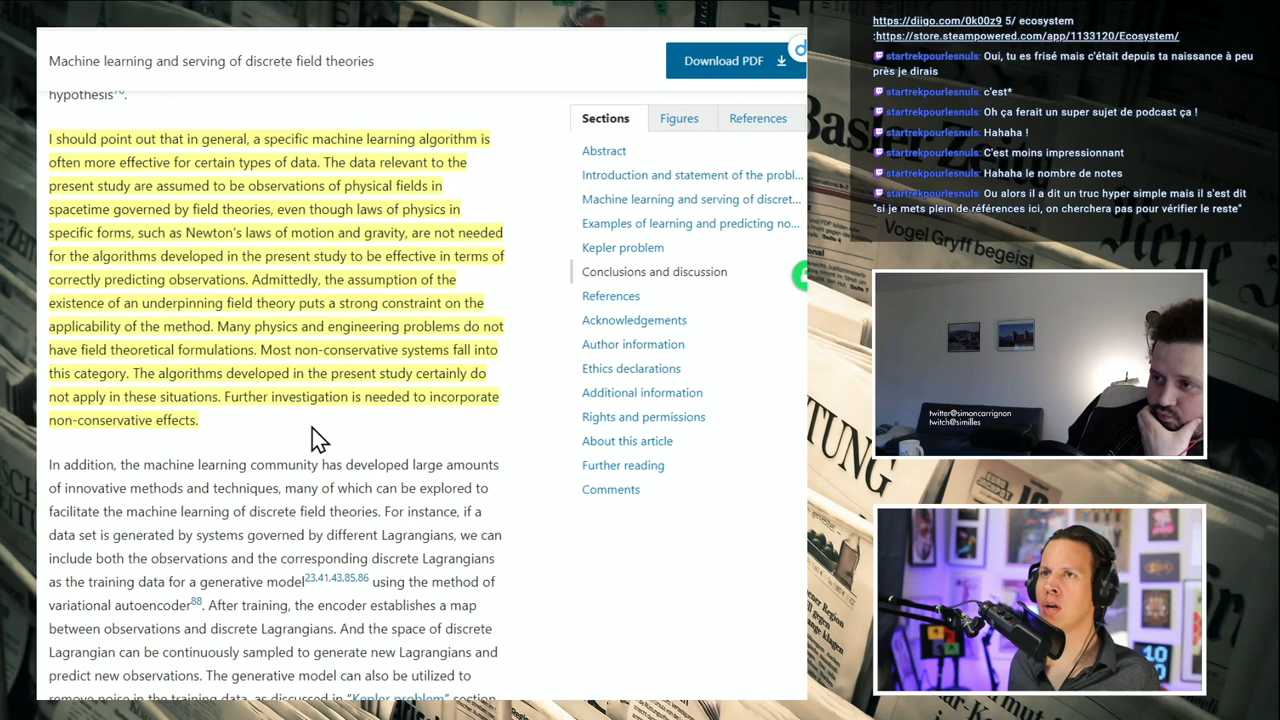 Machine learning and serving of discrete field theories
Download PDF
hypothesis⁷⁰.
I should point out that in general, a specific machine learning algorithm is
often more effective for certain types of data. The data relevant to the
present study are assumed to be observations of physical fields in
spacetime governed by field theories, even though laws of physics in
specific forms, such as Newton's laws of motion and gravity, are not needed
for the algorithms developed in the present study to be effective in terms of
correctly predicting observations. Admittedly, the assumption of the
existence of an underpinning field theory puts a strong constraint on the
applicability of the method. Many physics and engineering problems do not
have field theoretical formulations. Most non-conservative systems fall into
this category. The algorithms developed in the present study certainly do
not apply in these situations. Further investigation is needed to incorporate
non-conservative effects.
In addition, the machine learning community has developed large amounts
of innovative methods and techniques, many of which can be explored to
facilitate the machine learning of discrete field theories. For instance, if a
data set is generated by systems governed by different Lagrangians, we can
include both the observations and the corresponding discrete Lagrangians
as the training data for a generative model23,41,43,85,86 using the method of
variational autoencoder88. After training, the encoder establishes a map
between observations and discrete Lagrangians. And the space of discrete
Lagrangian can be continuously sampled to generate new Lagrangians and
predict new observations. The generative model can also be utilized to
remove noise in the training data, as discussed in "Kepler problem" section
Sections
Figures
References
Abstract
Introduction and statement of the probl...
Machine learning and serving of discret...
Examples of learning and predicting no...
Kepler problem
Conclusions and discussion
References
Acknowledgements
Author information
Ethics declarations
Additional information
Rights and permissions
About this article
Further reading
Comments
https://diigo.com/0k00z9 5/ ecosystem
:https://store.steampowered.com/app/1133120/Ecosystem/
startrekpourlesnuls: Oui, tu es frisé mais c'était depuis ta naissance à peu
près je dirais
startrekpourlesnuls: c'est*
startrekpourlesnuls: Oh ça ferait un super sujet de podcast ça !
startrekpourlesnuls: Hahaha !
startrekpourlesnuls: C'est moins impressionnant
startrekpourlesnuls: Hahaha le nombre de notes
startrekpourlesnuls: Ou alors il a dit un truc hyper simple mais il s'est dit
"si je mets plein de références ici, on cherchera pas pour vérifier le reste"
Vogel Gryff begeist
twitter@simoncarrignon
twitch@similles